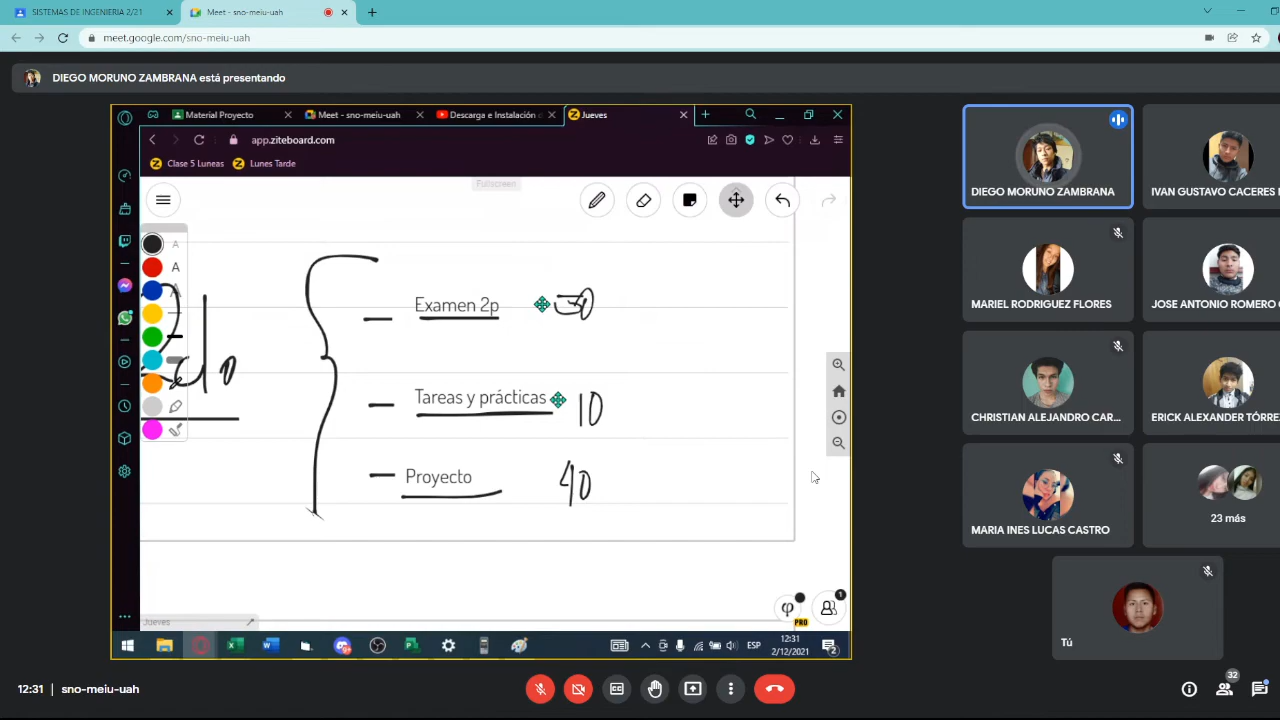 SISTEMAS DE INGENIERIA 2/21
Meet - sno-meiu-uah
meet.google.com/sno-meiu-uah
DIEGO MORUNO ZAMBRANA está presentando
Material Proyecto
Meet - sno-meiu-uah
Descarga e Instalación d
Jueves
app.ziteboard.com
Clase 5 Luneas
Lunes Tarde
Fullscreen
A
A
A
Examen 2p
Tareas y prácticas 10
Proyecto 40
Jueves
φ
PRO
1
ESP
12:31
2/12/2021
2
DIEGO MORUNO ZAMBRANA
IVAN GUSTAVO CACERES
MARIEL RODRIGUEZ FLORES
JOSE ANTONIO ROMERO
CHRISTIAN ALEJANDRO CAR...
ERICK ALEXANDER TÓRRE
MARIA INES LUCAS CASTRO
23 más
Tú
12:31 sno-meiu-uah
32